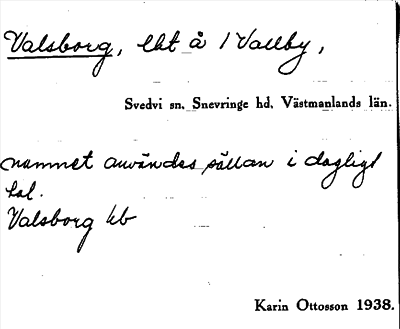 Valsborg, lht å 1 Vallby,
Svedvi sn. Snevringe hd. Västmanlands län.
namnet användes sällan i dagligt
tal.
Valsborg kb
Karin Ottosson 1938.